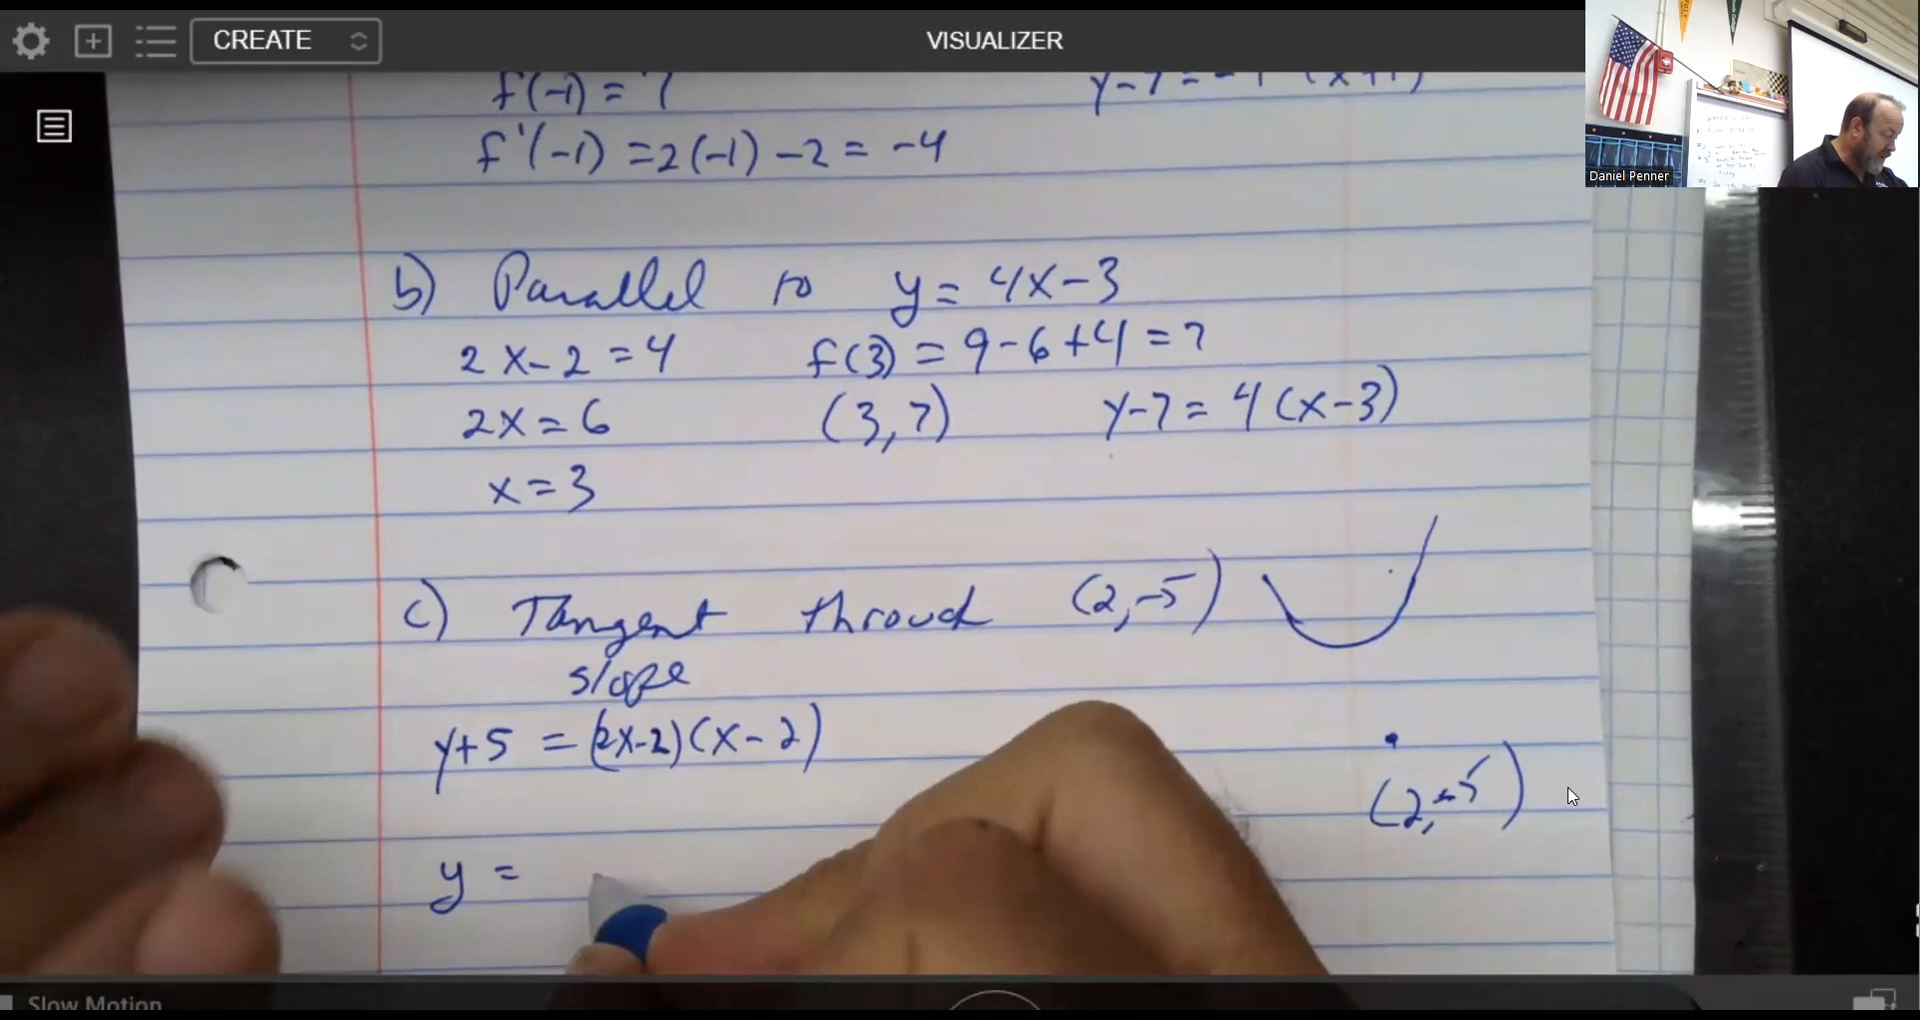 CREATE
VISUALIZER
Daniel Penner
f(-1) = 7
f'(-1) = 2(-1) - 2 = -4
b) Parallel to y = 4x - 3
2x - 2 = 4 f(3) = 9 - 6 + 4 = 7
2x = 6 (3, 7) y - 7 = 4(x - 3)
x = 3
c) Tangent through (2, -5)
slope
y + 5 = (2x - 2)(x - 2)
(2, -5)
y =
Slow Motion